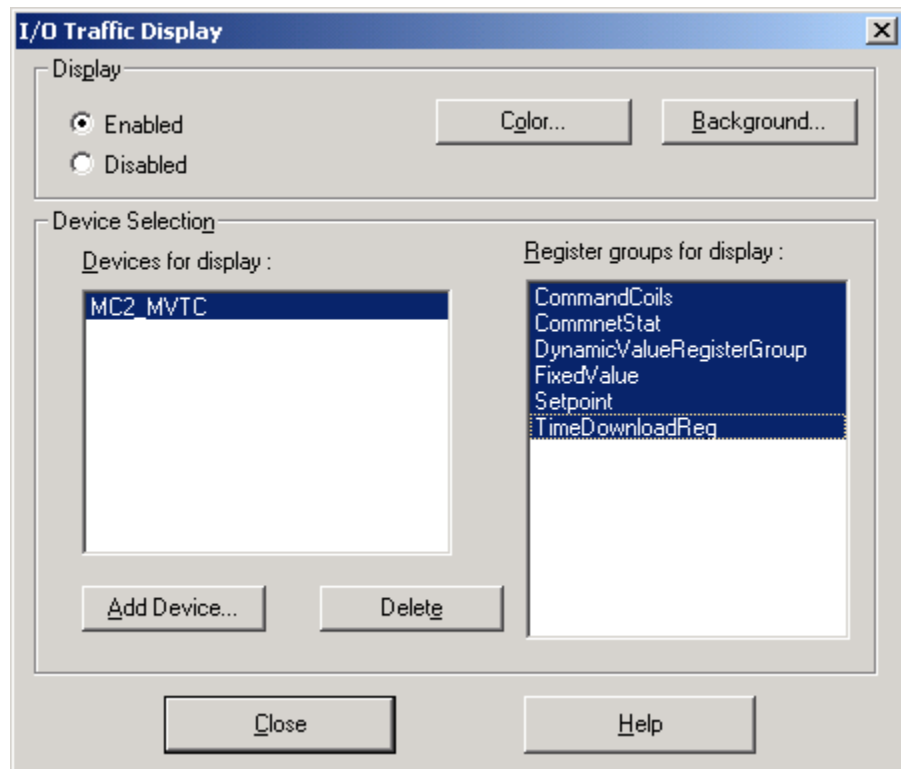 I/O Traffic Display
Display
Enabled
Color...
Background...
Disabled
Device Selection
Devices for display :
Register groups for display :
MC2_MVTC
CommandCoils
CommnetStat
DynamicValueRegisterGroup
FixedValue
Setpoint
TimeDownloadReg
Add Device...
Delete
Close
Help